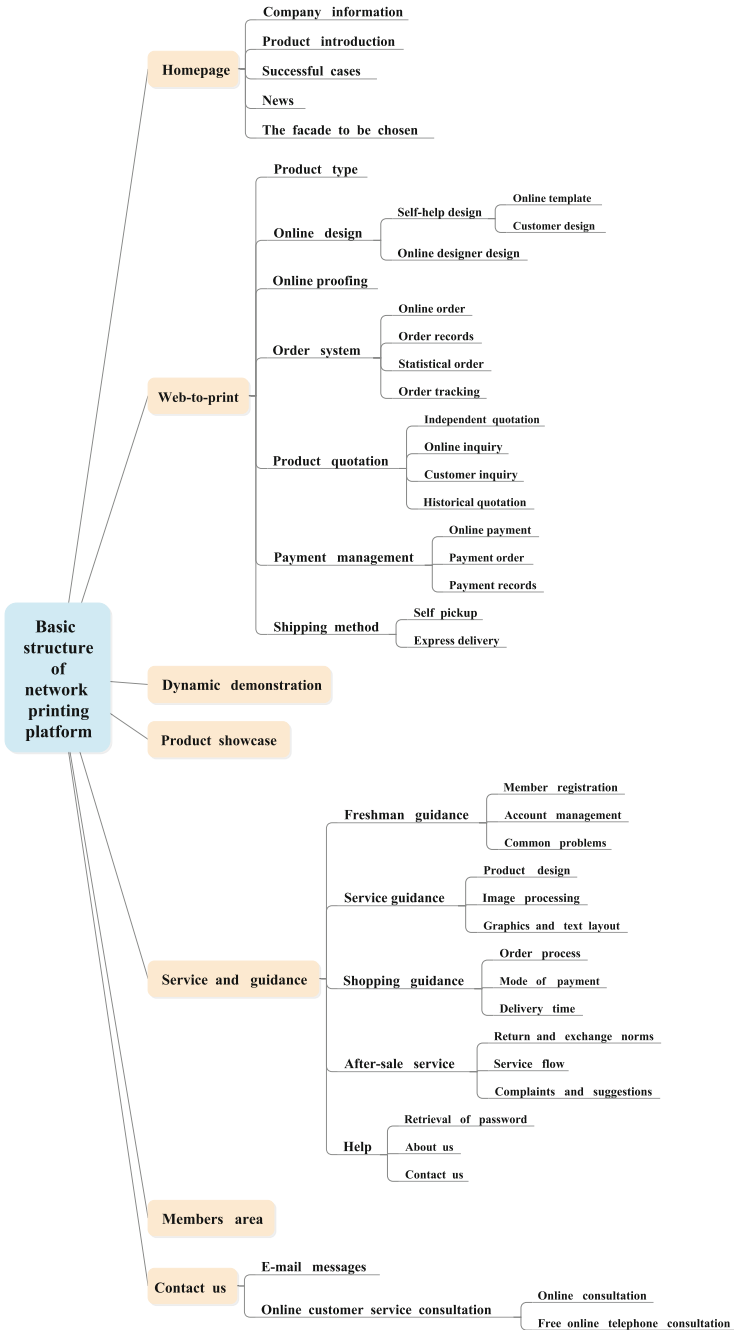 Basic
structure
of
network
printing
platform
Homepage
Company information
Product introduction
Successful cases
News
The facade to be chosen
Web-to-print
Product type
Online design
Self-help design
Online template
Customer design
Online designer design
Online proofing
Order system
Online order
Order records
Statistical order
Order tracking
Product quotation
Independent quotation
Online inquiry
Customer inquiry
Historical quotation
Payment management
Online payment
Payment order
Payment records
Shipping method
Self pickup
Express delivery
Dynamic demonstration
Product showcase
Service and guidance
Freshman guidance
Member registration
Account management
Common problems
Service guidance
Product design
Image processing
Graphics and text layout
Shopping guidance
Order process
Mode of payment
Delivery time
After-sale service
Return and exchange norms
Service flow
Complaints and suggestions
Help
Retrieval of password
About us
Contact us
Members area
Contact us
E-mail messages
Online customer service consultation
Online consultation
Free online telephone consultation